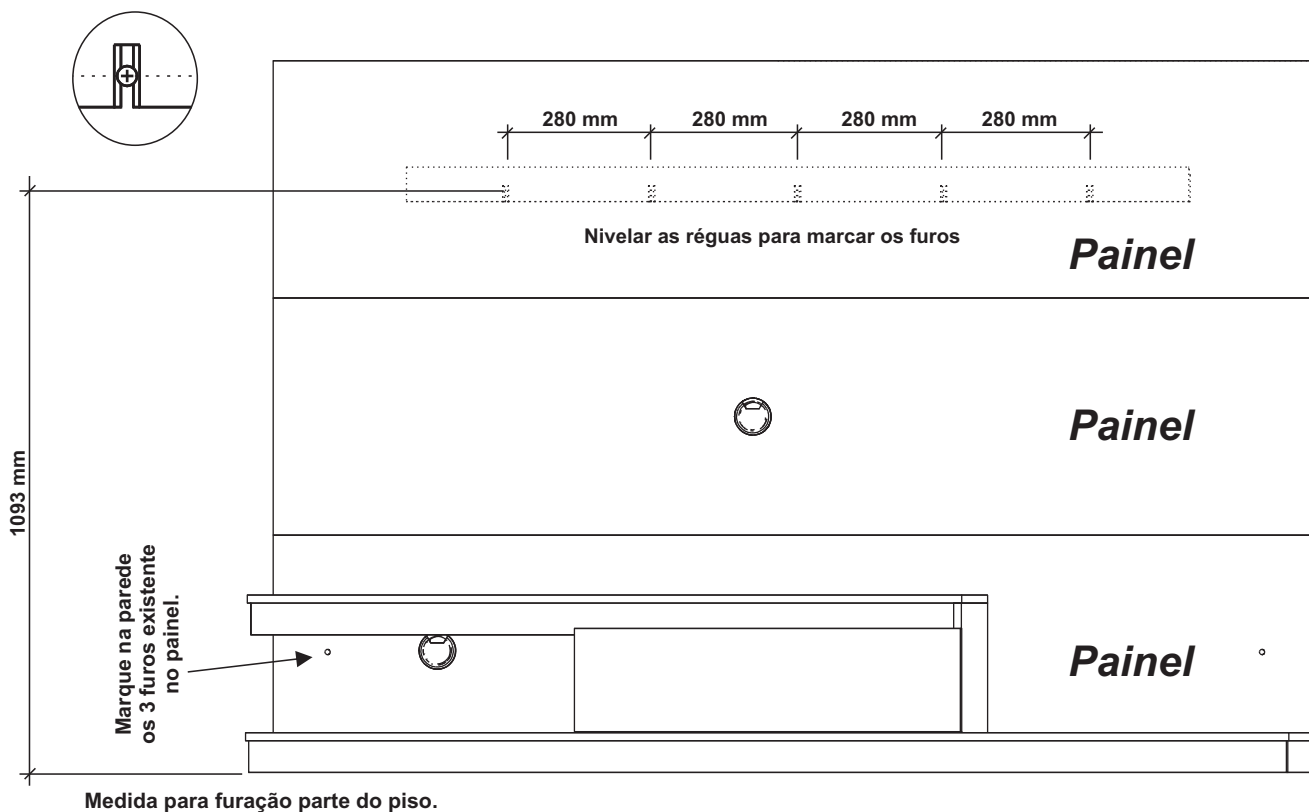 280 mm
280 mm
280 mm
280 mm
Nivelar as réguas para marcar os furos
Painel
Painel
1093 mm
Marque na parede
os 3 furos existente
no painel.
Painel
Medida para furação parte do piso.